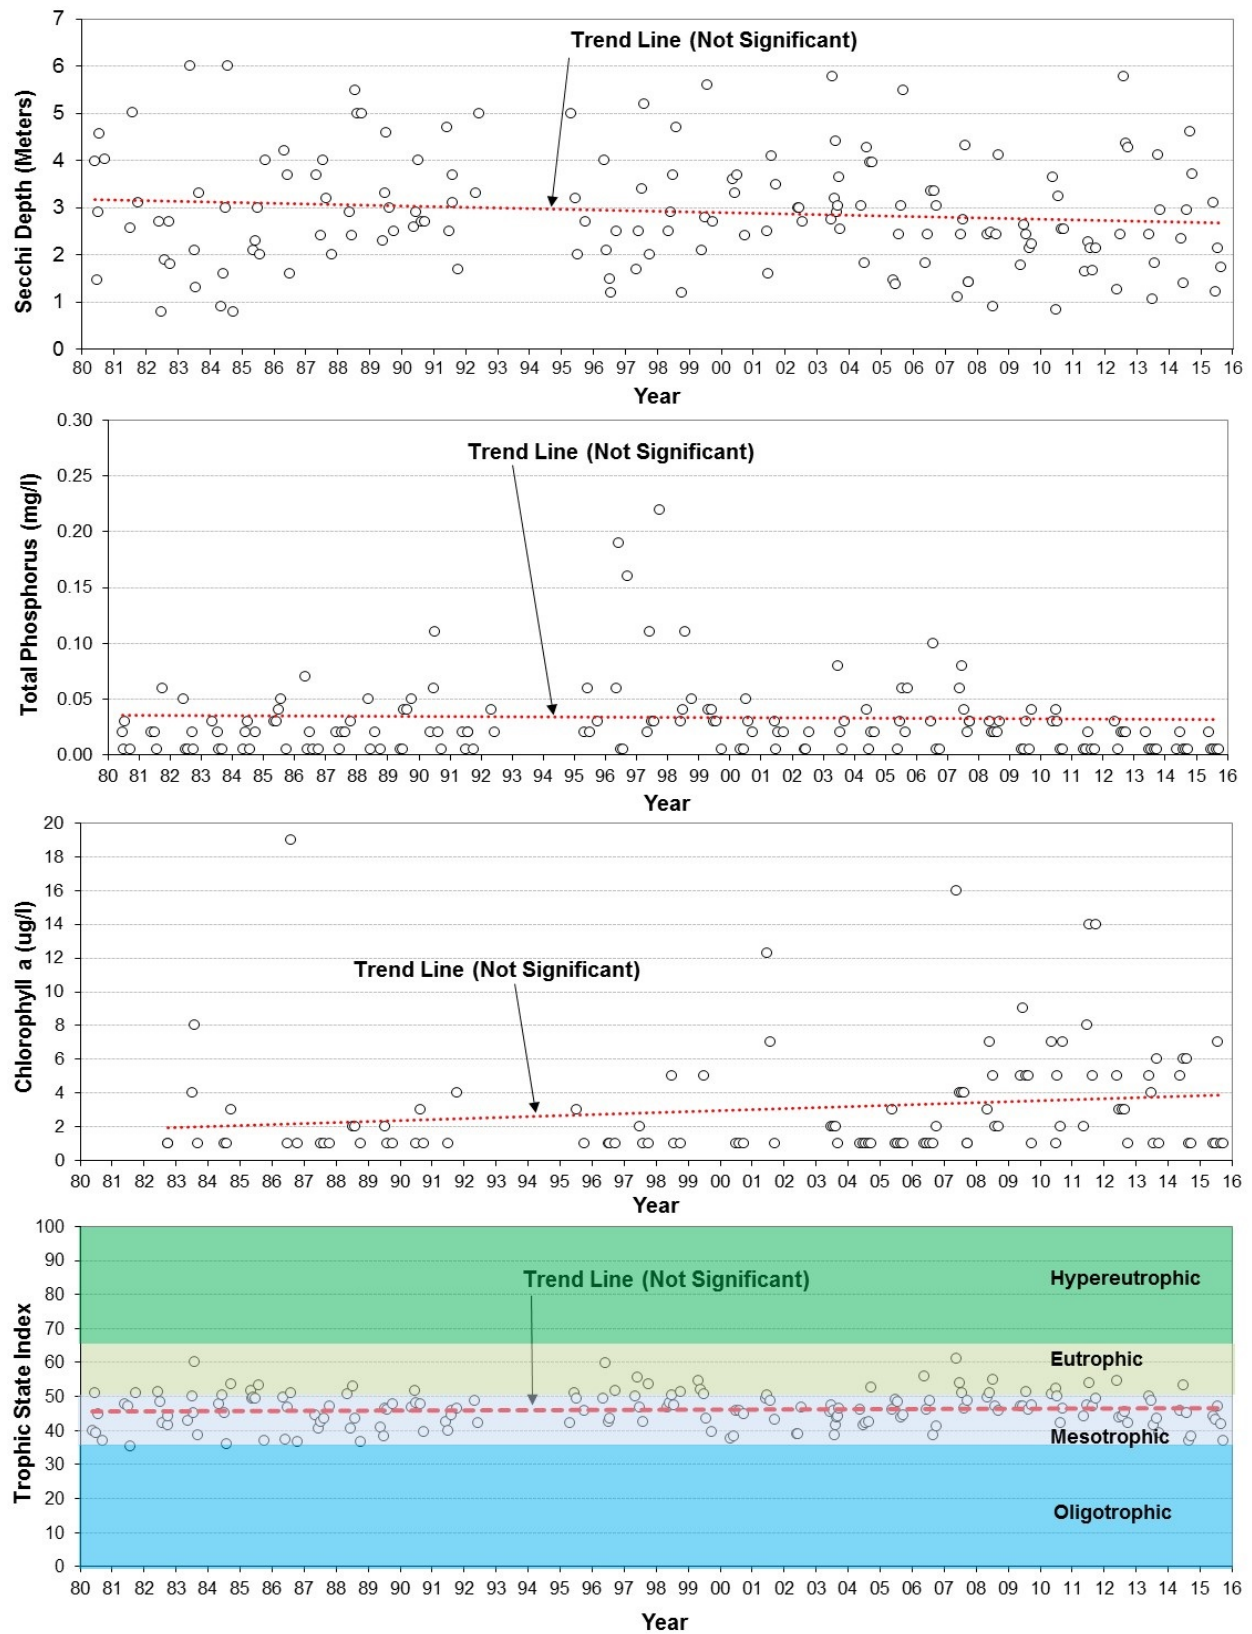 7
Trend Line (Not Significant)
6
5
4
3
2
1
0
Secchi Depth (Meters)
80 81 82 83 84 85 86 87 88 89 90 91 92 93 94 95 96 97 98 99 00 01 02 03 04 05 06 07 08 09 10 11 12 13 14 15 16
Year
0.30
Trend Line (Not Significant)
0.25
0.20
0.15
0.10
0.05
0.00
Total Phosphorus (mg/l)
80 81 82 83 84 85 86 87 88 89 90 91 92 93 94 95 96 97 98 99 00 01 02 03 04 05 06 07 08 09 10 11 12 13 14 15 16
Year
20
18
16
14
12
Trend Line (Not Significant)
10
8
6
4
2
0
Chlorophyll a (ug/l)
80 81 82 83 84 85 86 87 88 89 90 91 92 93 94 95 96 97 98 99 00 01 02 03 04 05 06 07 08 09 10 11 12 13 14 15 16
Year
100
90
Trend Line (Not Significant)
Hypereutrophic
80
70
60
Eutrophic
50
40
Mesotrophic
30
20
Oligotrophic
10
0
Trophic State Index
80 81 82 83 84 85 86 87 88 89 90 91 92 93 94 95 96 97 98 99 00 01 02 03 04 05 06 07 08 09 10 11 12 13 14 15 16
Year